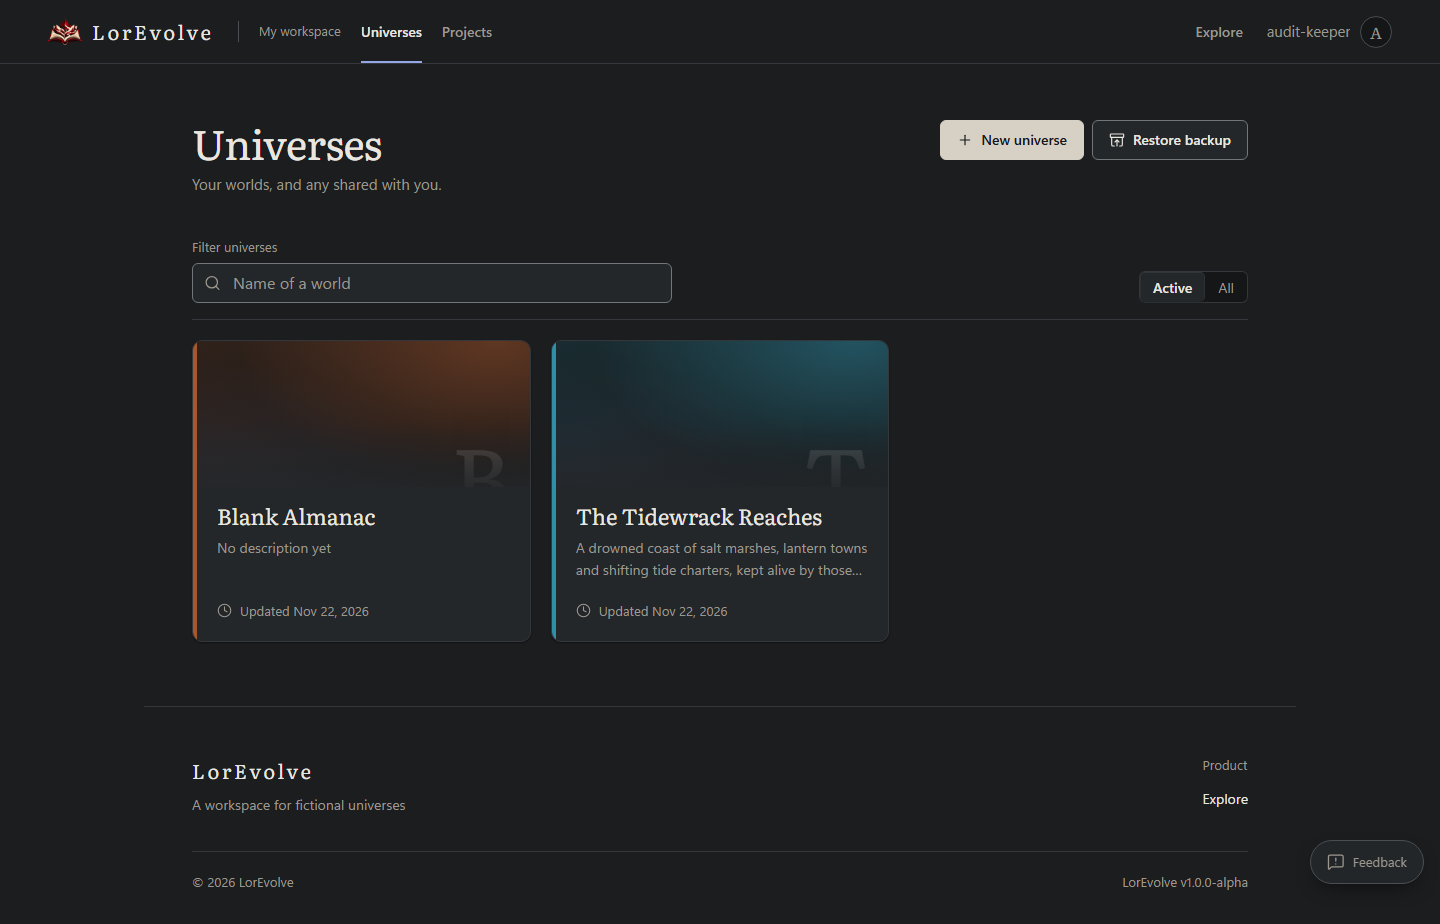 LorEvolve
My workspace
Universes
Projects
Explore
audit-keeper
A
Universes
Your worlds, and any shared with you.
New universe
Restore backup
Filter universes
Name of a world
Active
All
B
Blank Almanac
No description yet
Updated Nov 22, 2026
T
The Tidewrack Reaches
A drowned coast of salt marshes, lantern towns
and shifting tide charters, kept alive by those...
Updated Nov 22, 2026
LorEvolve
A workspace for fictional universes
Product
Explore
© 2026 LorEvolve
LorEvolve v1.0.0-alpha
Feedback